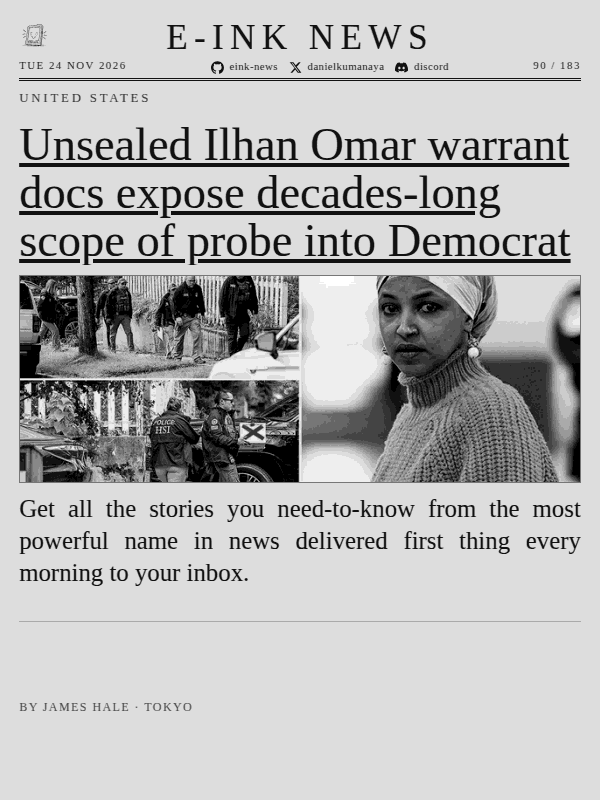 E-INK NEWS
TUE 24 NOV 2026
eink-news danielkumanaya discord
90 / 183
UNITED STATES
Unsealed Ilhan Omar warrant
docs expose decades-long
scope of probe into Democrat
POLICE
HSI
Get all the stories you need-to-know from the most
powerful name in news delivered first thing every
morning to your inbox.
BY JAMES HALE · TOKYO